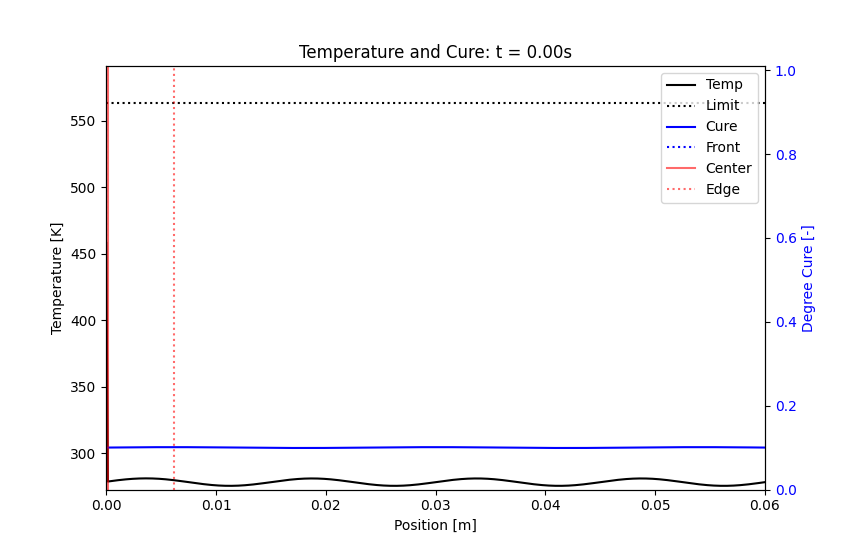 Temperature and Cure: t = 0.00s
Temp
Limit
Cure
Front
Center
Edge
550
500
450
400
350
300
Temperature [K]
1.0
0.8
0.6
0.4
0.2
0.0
Degree Cure [-]
0.00 0.01 0.02 0.03 0.04 0.05 0.06
Position [m]